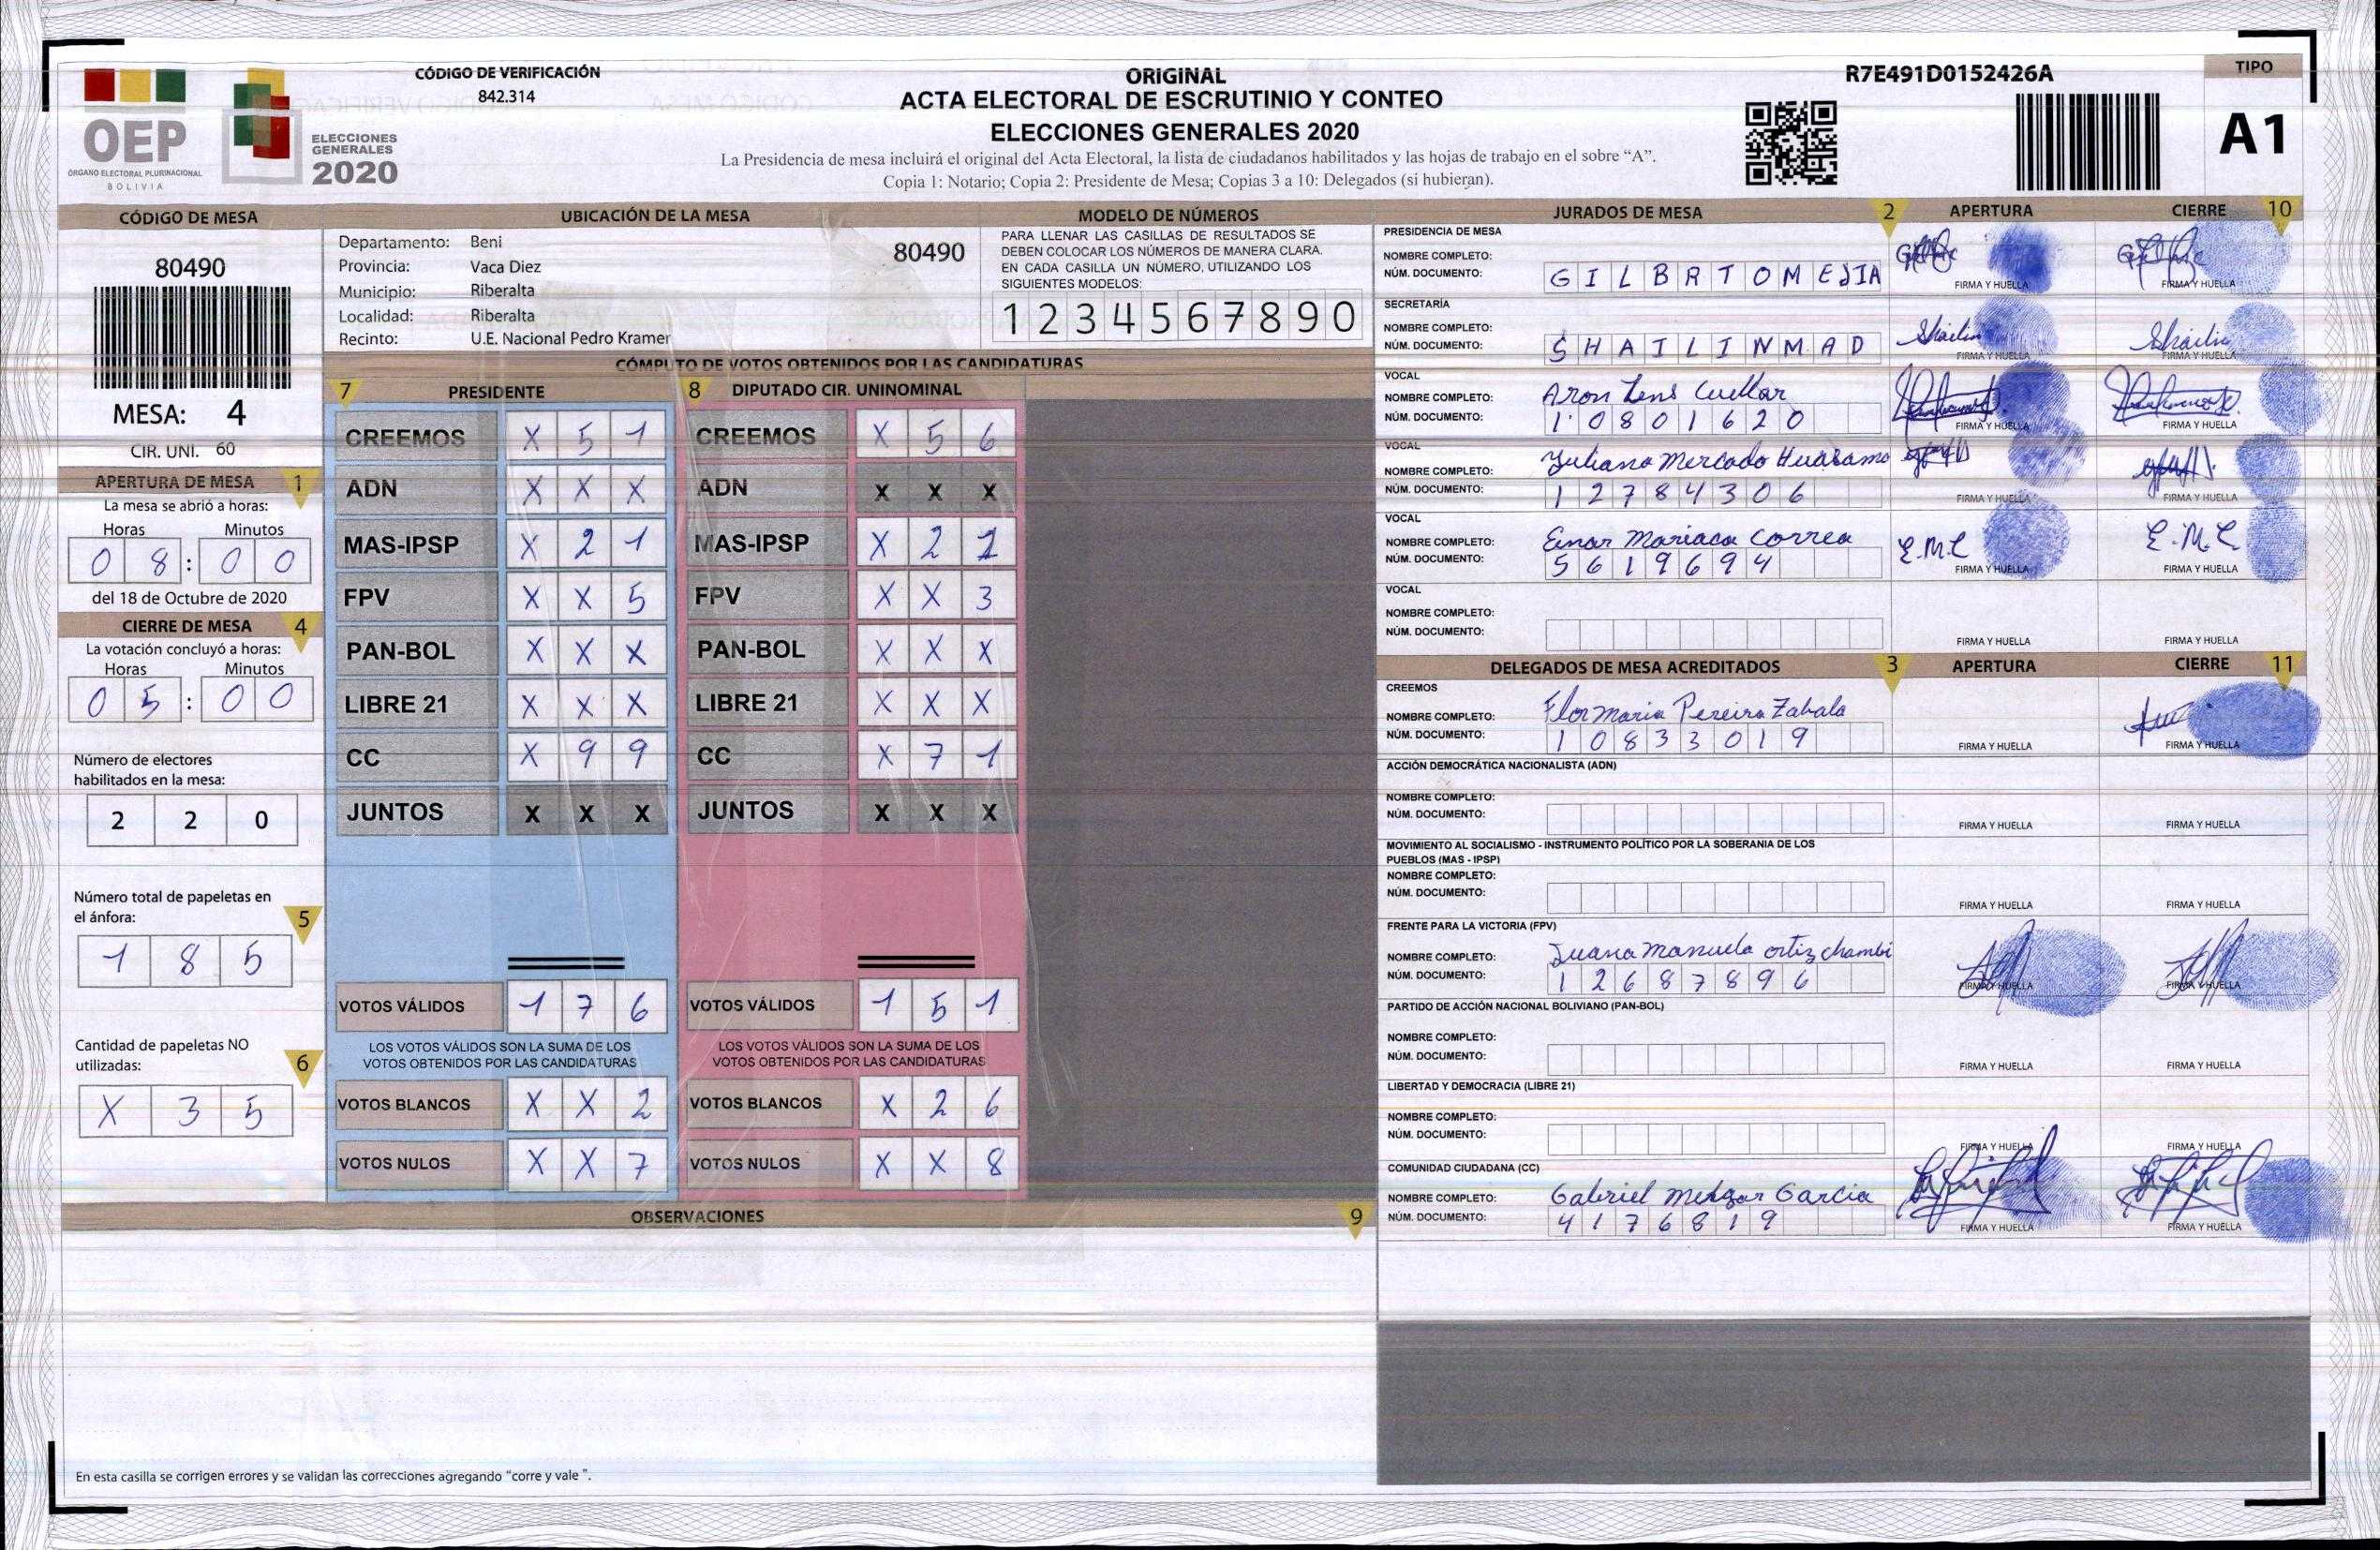 CÓDIGO DE VERIFICACIÓN
842.314
ORIGINAL
ACTA ELECTORAL DE ESCRUTINIO Y CONTEO
ELECCIONES GENERALES 2020
La Presidencia de mesa incluirá el original del Acta Electoral, la lista de ciudadanos habilitados y las hojas de trabajo en el sobre “A”.
Copia 1: Notario; Copia 2: Presidente de Mesa; Copias 3 a 10: Delegados (si hubieran).
R7E491D0152426A
TIPO
A1
OEP
ÓRGANO ELECTORAL PLURINACIONAL
BOLIVIA
ELECCIONES
GENERALES
2020
CÓDIGO DE MESA
80490
MESA: 4
CIR. UNI. 60
APERTURA DE MESA 1
La mesa se abrió a horas:
Horas Minutos
0 8 : 0 0
del 18 de Octubre de 2020
CIERRE DE MESA 4
La votación concluyó a horas:
Horas Minutos
0 5 : 0 0
Número de electores
habilitados en la mesa:
2 2 0
Número total de papeletas en
el ánfora: 5
1 8 5
Cantidad de papeletas NO
utilizadas: 6
X 3 5
UBICACIÓN DE LA MESA
Departamento: Beni
Provincia: Vaca Diez
Municipio: Riberalta
Localidad: Riberalta
Recinto: U.E. Nacional Pedro Kramer
80490
MODELO DE NÚMEROS
PARA LLENAR LAS CASILLAS DE RESULTADOS SE
DEBEN COLOCAR LOS NÚMEROS DE MANERA CLARA.
EN CADA CASILLA UN NÚMERO, UTILIZANDO LOS
SIGUIENTES MODELOS:
1 2 3 4 5 6 7 8 9 0
CÓMPUTO DE VOTOS OBTENIDOS POR LAS CANDIDATURAS
7 PRESIDENTE
CREEMOS X 5 1
ADN X X X
MAS-IPSP X 2 1
FPV X X 5
PAN-BOL X X X
LIBRE 21 X X X
CC X 9 9
JUNTOS X X X
VOTOS VÁLIDOS 1 7 6
LOS VOTOS VÁLIDOS SON LA SUMA DE LOS
VOTOS OBTENIDOS POR LAS CANDIDATURAS
VOTOS BLANCOS X X 2
VOTOS NULOS X X 7
8 DIPUTADO CIR. UNINOMINAL
CREEMOS X 5 6
ADN X X X
MAS-IPSP X 2 1
FPV X X 3
PAN-BOL X X X
LIBRE 21 X X X
CC X 7 1
JUNTOS X X X
VOTOS VÁLIDOS 1 5 1
LOS VOTOS VÁLIDOS SON LA SUMA DE LOS
VOTOS OBTENIDOS POR LAS CANDIDATURAS
VOTOS BLANCOS X 2 6
VOTOS NULOS X X 8
OBSERVACIONES 9
En esta casilla se corrigen errores y se validan las correcciones agregando “corre y vale ”.
JURADOS DE MESA 2 APERTURA CIERRE 10
PRESIDENCIA DE MESA
NOMBRE COMPLETO:
NÚM. DOCUMENTO: G I L B R T O M E J I A
FIRMA Y HUELLA FIRMA Y HUELLA
SECRETARÍA
NOMBRE COMPLETO:
NÚM. DOCUMENTO: S H A I L I N M A D
Shailin Shailin
FIRMA Y HUELLA FIRMA Y HUELLA
VOCAL
NOMBRE COMPLETO: Aron Lens Cuellar
NÚM. DOCUMENTO: 1 0 8 0 1 6 2 0
FIRMA Y HUELLA FIRMA Y HUELLA
VOCAL
NOMBRE COMPLETO: Yuliana Mercado Huasamo
NÚM. DOCUMENTO: 1 2 7 8 4 3 0 6
FIRMA Y HUELLA FIRMA Y HUELLA
VOCAL
NOMBRE COMPLETO: Einar Mariaca Correa
NÚM. DOCUMENTO: 5 6 1 9 6 9 4
E.M.C E.M.C.
FIRMA Y HUELLA FIRMA Y HUELLA
VOCAL
NOMBRE COMPLETO:
NÚM. DOCUMENTO:
FIRMA Y HUELLA FIRMA Y HUELLA
DELEGADOS DE MESA ACREDITADOS 3 APERTURA CIERRE 11
CREEMOS
NOMBRE COMPLETO: Flor maria Pereira Zabala
NÚM. DOCUMENTO: 1 0 8 3 3 0 1 9
FIRMA Y HUELLA FIRMA Y HUELLA
ACCIÓN DEMOCRÁTICA NACIONALISTA (ADN)
NOMBRE COMPLETO:
NÚM. DOCUMENTO:
FIRMA Y HUELLA FIRMA Y HUELLA
MOVIMIENTO AL SOCIALISMO - INSTRUMENTO POLÍTICO POR LA SOBERANIA DE LOS
PUEBLOS (MAS - IPSP)
NOMBRE COMPLETO:
NÚM. DOCUMENTO:
FIRMA Y HUELLA FIRMA Y HUELLA
FRENTE PARA LA VICTORIA (FPV)
NOMBRE COMPLETO: Juana Manuela ortiz chambi
NÚM. DOCUMENTO: 1 2 6 8 7 8 9 6
FIRMA Y HUELLA FIRMA Y HUELLA
PARTIDO DE ACCIÓN NACIONAL BOLIVIANO (PAN-BOL)
NOMBRE COMPLETO:
NÚM. DOCUMENTO:
FIRMA Y HUELLA FIRMA Y HUELLA
LIBERTAD Y DEMOCRACIA (LIBRE 21)
NOMBRE COMPLETO:
NÚM. DOCUMENTO:
FIRMA Y HUELLA FIRMA Y HUELLA
COMUNIDAD CIUDADANA (CC)
NOMBRE COMPLETO: Gabriel Melgar Garcia
NÚM. DOCUMENTO: 4 1 7 6 8 1 9
FIRMA Y HUELLA FIRMA Y HUELLA